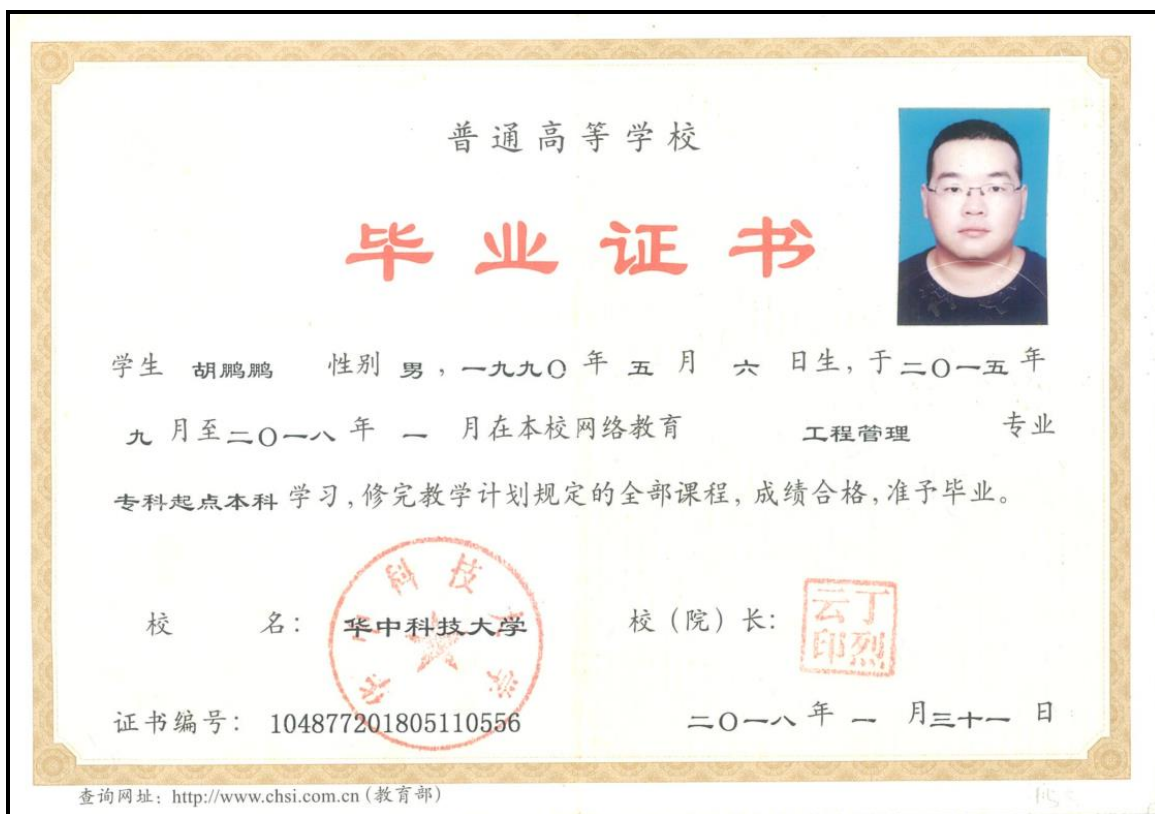 普通高等学校
毕业证书
学生 胡鹏鹏 性别 男，一九九〇年 五 月 六 日生，于二〇一五年
九 月至二〇一八年 一 月在本校网络教育 工程管理 专业
专科起点本科 学习，修完教学计划规定的全部课程，成绩合格，准予毕业。
校 名： 华中科技大学 校（院）长：
华中科技大学
丁烈云印
证书编号： 104877201805110556 二〇一八年 一 月三十一 日
查询网址：http://www.chsi.com.cn（教育部）